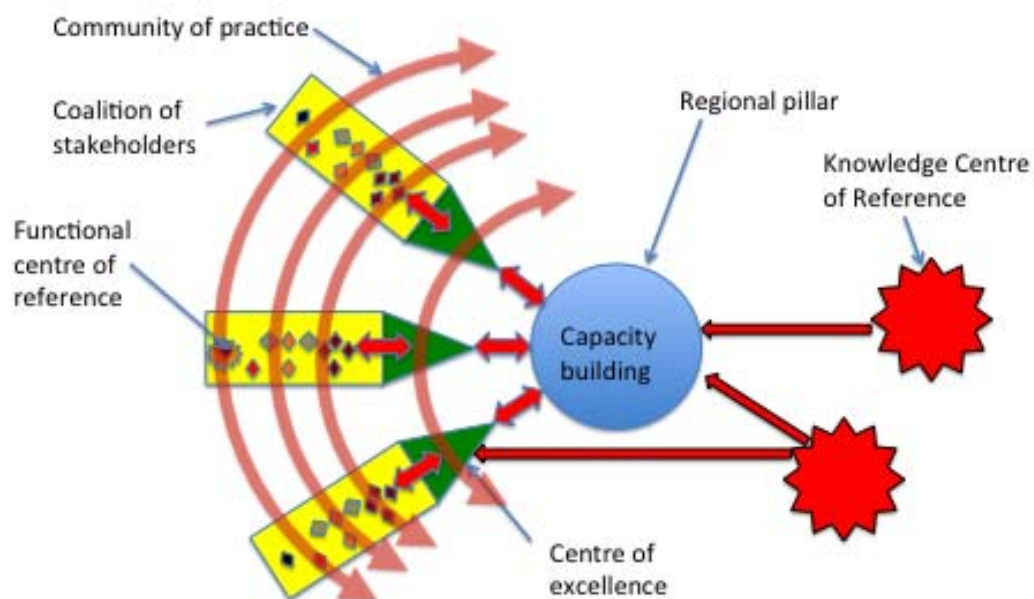 Community of practice
Coalition of
stakeholders
Regional pillar
Knowledge Centre
of Reference
Functional
centre of
reference
Capacity
building
Centre of
excellence